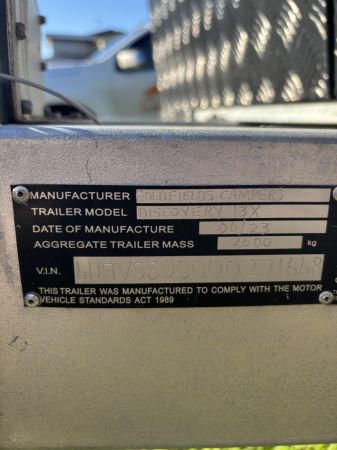 MANUFACTURER GOLDFIELDS CAMPERS
TRAILER MODEL DISCOVERY 13X
DATE OF MANUFACTURE 06/23
AGGREGATE TRAILER MASS 2600 kg
V.I.N.
THIS TRAILER WAS MANUFACTURED TO COMPLY WITH THE MOTOR
VEHICLE STANDARDS ACT 1989